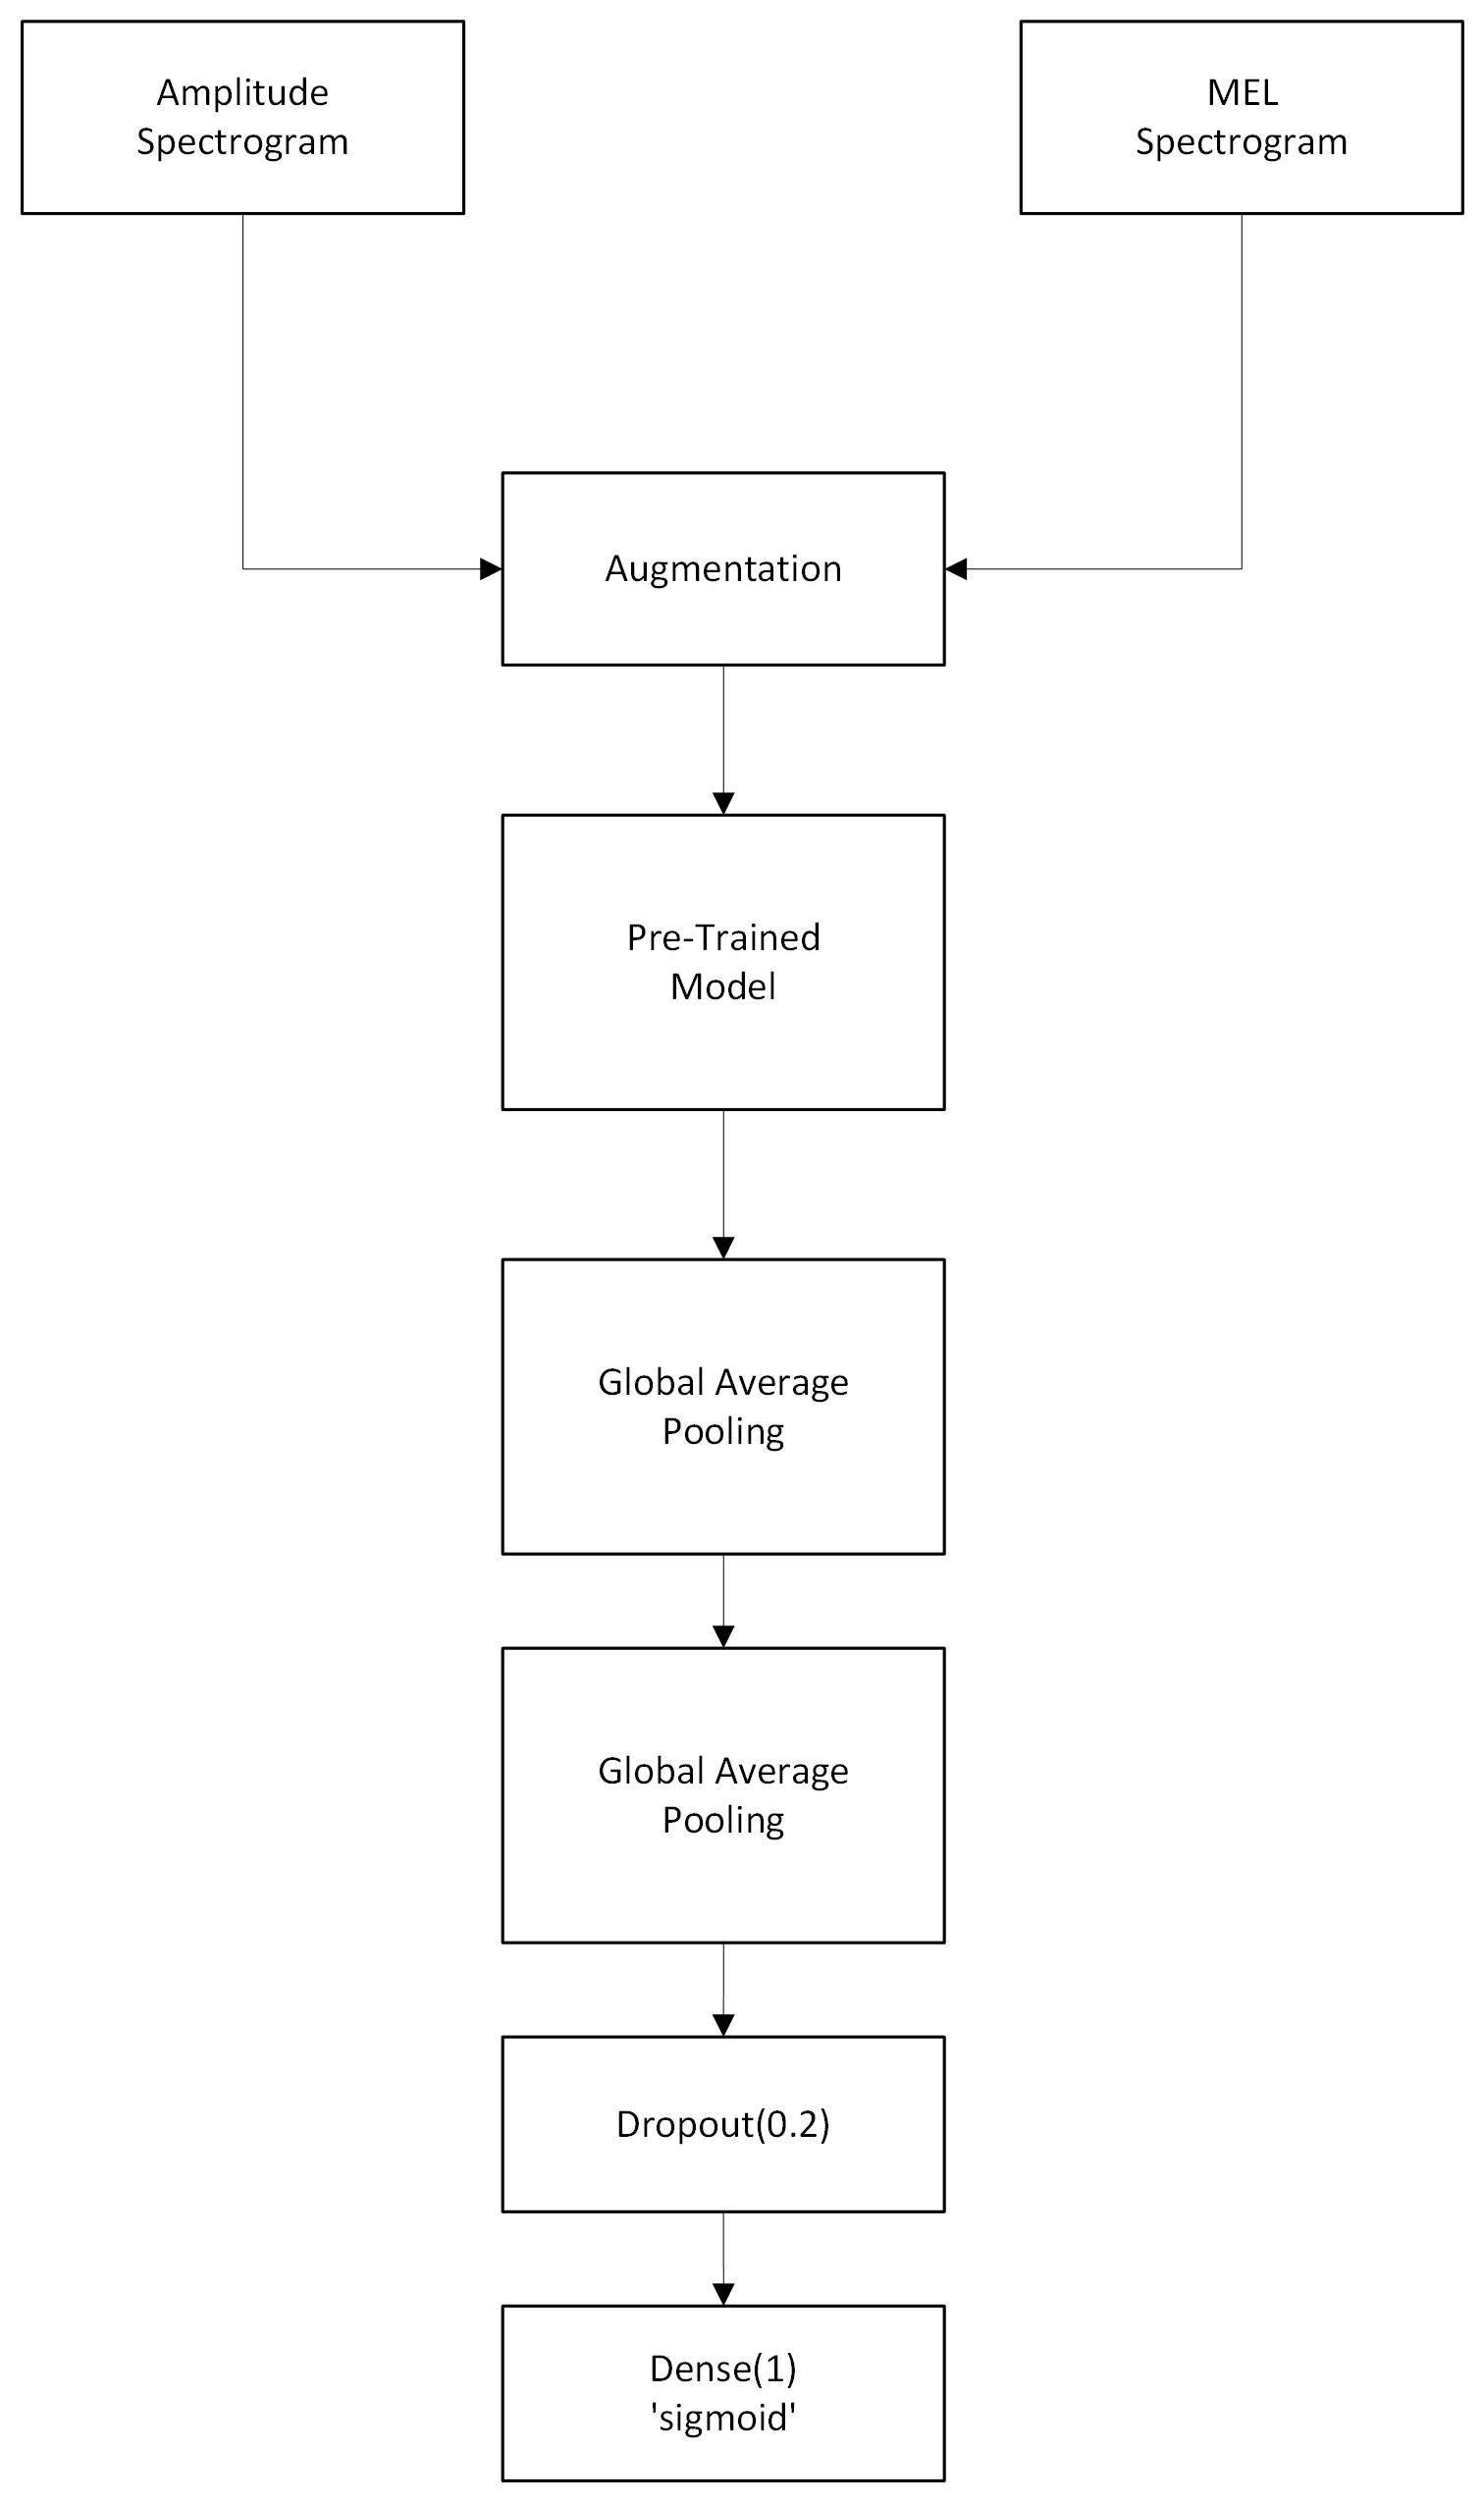 Amplitude
Spectrogram
MEL
Spectrogram
Augmentation
Pre-Trained
Model
Global Average
Pooling
Global Average
Pooling
Dropout(0.2)
Dense(1)
'sigmoid'